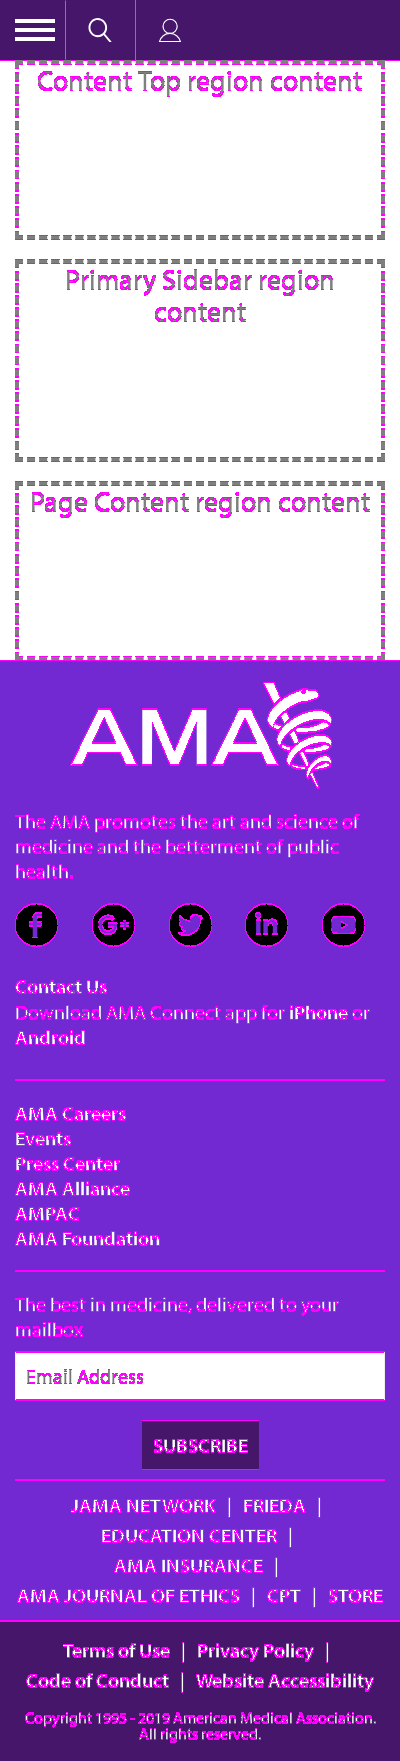 Content Top region content
Primary Sidebar region
content
Page Content region content
AMA
The AMA promotes the art and science of
medicine and the betterment of public
health.
Contact Us
Download AMA Connect app for iPhone or
Android
AMA Careers
Events
Press Center
AMA Alliance
AMPAC
AMA Foundation
The best in medicine, delivered to your
mailbox
Email Address
SUBSCRIBE
JAMA NETWORK | FRIEDA |
EDUCATION CENTER |
AMA INSURANCE |
AMA JOURNAL OF ETHICS | CPT | STORE
Terms of Use | Privacy Policy |
Code of Conduct | Website Accessibility
Copyright 1995 - 2019 American Medical Association.
All rights reserved.